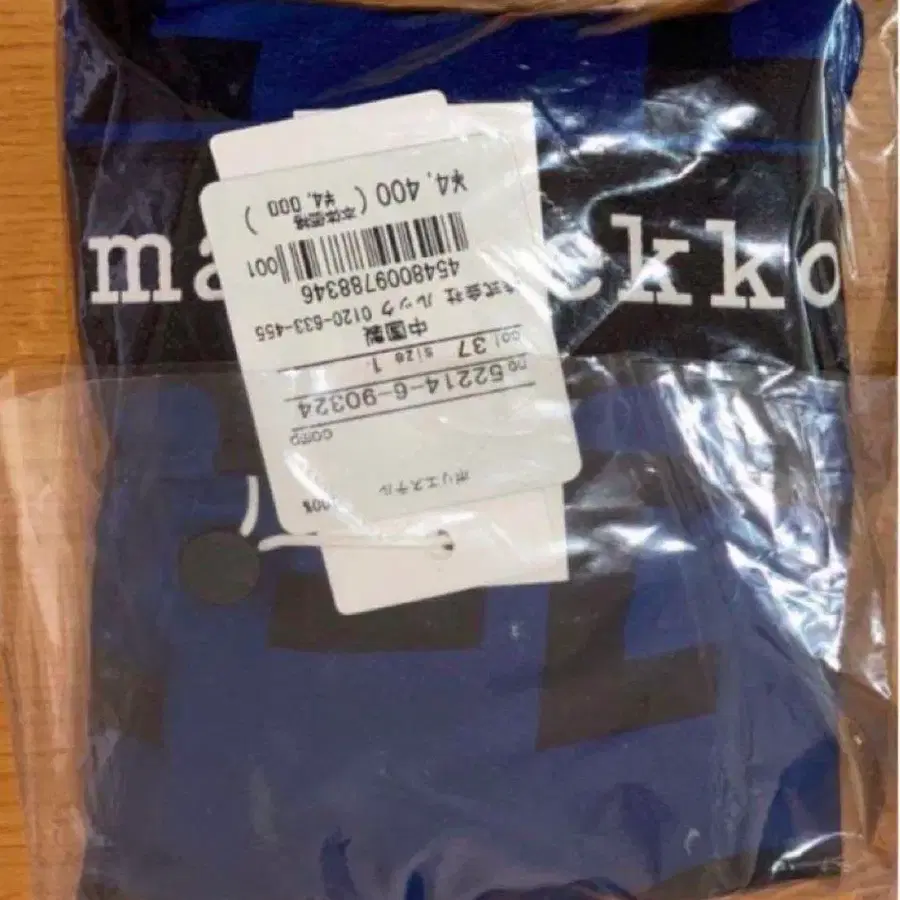 ma ekko
ポリエステル 00%
comp
no 52214-6-90324
col 37 size 1
中国製
式会社 ルック 0120-633-455
4548009788346
001
¥4,400 ( 本体価格 ¥4,000 )